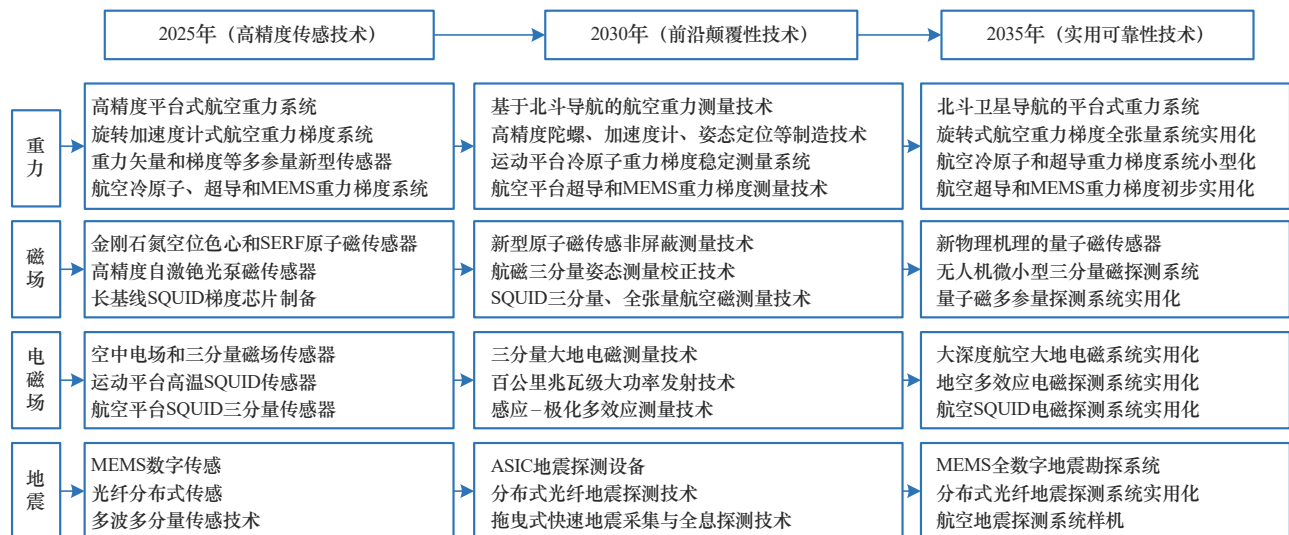 2025年（高精度传感技术）
2030年（前沿颠覆性技术）
2035年（实用可靠性技术）
重力
高精度平台式航空重力系统
旋转加速度计式航空重力梯度系统
重力矢量和梯度等多参量新型传感器
航空冷原子、超导和MEMS重力梯度系统
基于北斗导航的航空重力测量技术
高精度陀螺、加速度计、姿态定位等制造技术
运动平台冷原子重力梯度稳定测量系统
航空平台超导和MEMS重力梯度测量技术
北斗卫星导航的平台式重力系统
旋转式航空重力梯度全张量系统实用化
航空冷原子和超导重力梯度系统小型化
航空超导和MEMS重力梯度初步实用化
磁场
金刚石氮空位色心和SERF原子磁传感器
高精度自激铯光泵磁传感器
长基线SQUID梯度芯片制备
新型原子磁传感非屏蔽测量技术
航磁三分量姿态测量校正技术
SQUID三分量、全张量航空磁测量技术
新物理机理的量子磁传感器
无人机微小型三分量磁探测系统
量子磁多参量探测系统实用化
电磁场
空中电场和三分量磁场传感器
运动平台高温SQUID传感器
航空平台SQUID三分量传感器
三分量大地电磁测量技术
百公里兆瓦级大功率发射技术
感应−极化多效应测量技术
大深度航空大地电磁系统实用化
地空多效应电磁探测系统实用化
航空SQUID电磁探测系统实用化
地震
MEMS数字传感
光纤分布式传感
多波多分量传感技术
ASIC地震探测设备
分布式光纤地震探测技术
拖曳式快速地震采集与全息探测技术
MEMS全数字地震勘探系统
分布式光纤地震探测系统实用化
航空地震探测系统样机